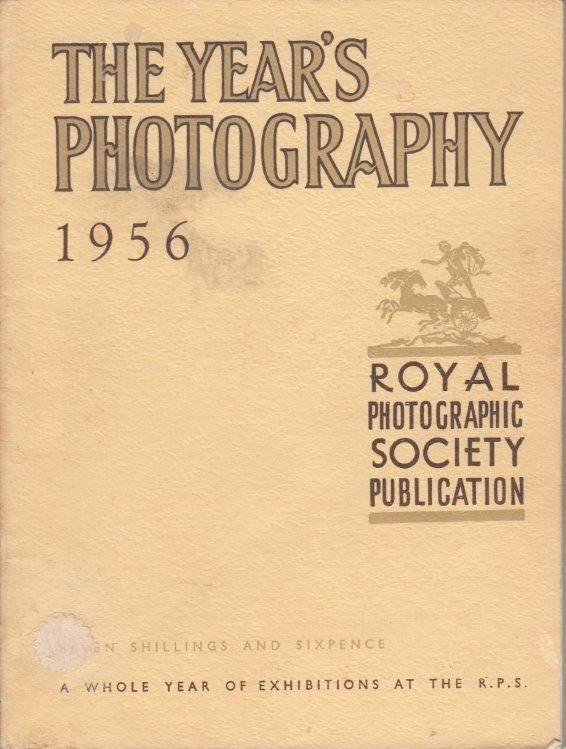 THE YEAR'S
PHOTOGRAPHY
1956
ROYAL
PHOTOGRAPHIC
SOCIETY
PUBLICATION
SHILLINGS AND SIXPENCE
A WHOLE YEAR OF EXHIBITIONS AT THE R.P.S.